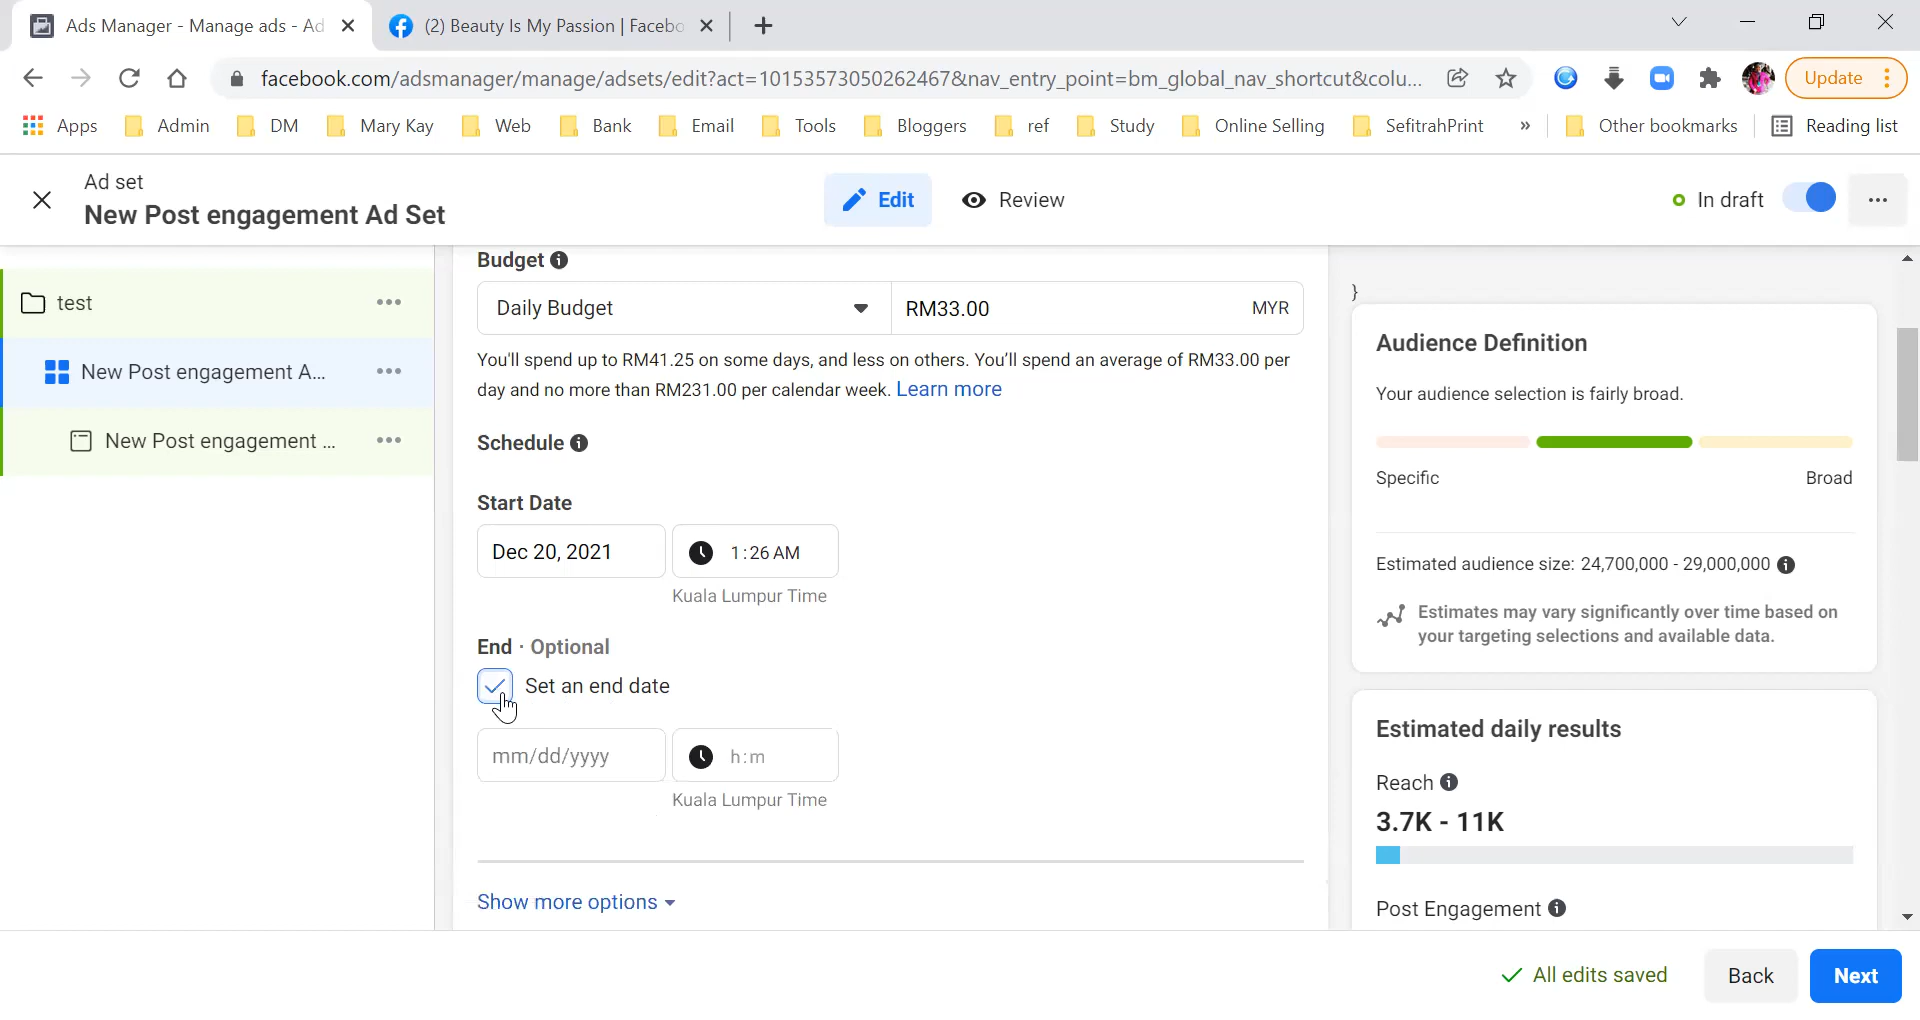 Ads Manager - Manage ads - Ad
(2) Beauty Is My Passion | Facebo
facebook.com/adsmanager/manage/adsets/edit?act=10153573050262467&nav_entry_point=bm_global_nav_shortcut&colu...
Update
Apps
Admin
DM
Mary Kay
Web
Bank
Email
Tools
Bloggers
ref
Study
Online Selling
SefitrahPrint
»
Other bookmarks
Reading list
Ad set
New Post engagement Ad Set
Edit
Review
In draft
test
New Post engagement A...
New Post engagement ...
Budget
Daily Budget
RM33.00
MYR
You'll spend up to RM41.25 on some days, and less on others. You'll spend an average of RM33.00 per
day and no more than RM231.00 per calendar week. Learn more
Schedule
Start Date
Dec 20, 2021
1:26 AM
Kuala Lumpur Time
End · Optional
Set an end date
mm/dd/yyyy
h:m
Kuala Lumpur Time
Show more options
}
Audience Definition
Your audience selection is fairly broad.
Specific
Broad
Estimated audience size: 24,700,000 - 29,000,000
Estimates may vary significantly over time based on
your targeting selections and available data.
Estimated daily results
Reach
3.7K - 11K
Post Engagement
All edits saved
Back
Next